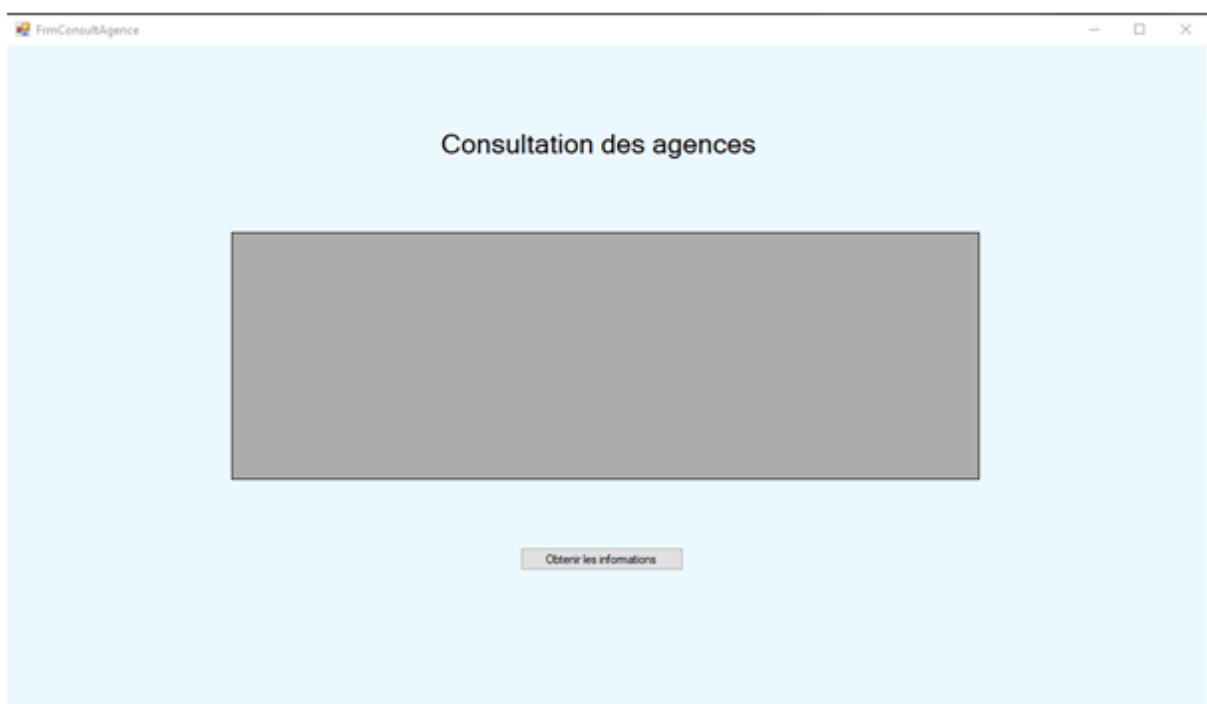 FrmConsultAgence
Consultation des agences
Obtenir les informations